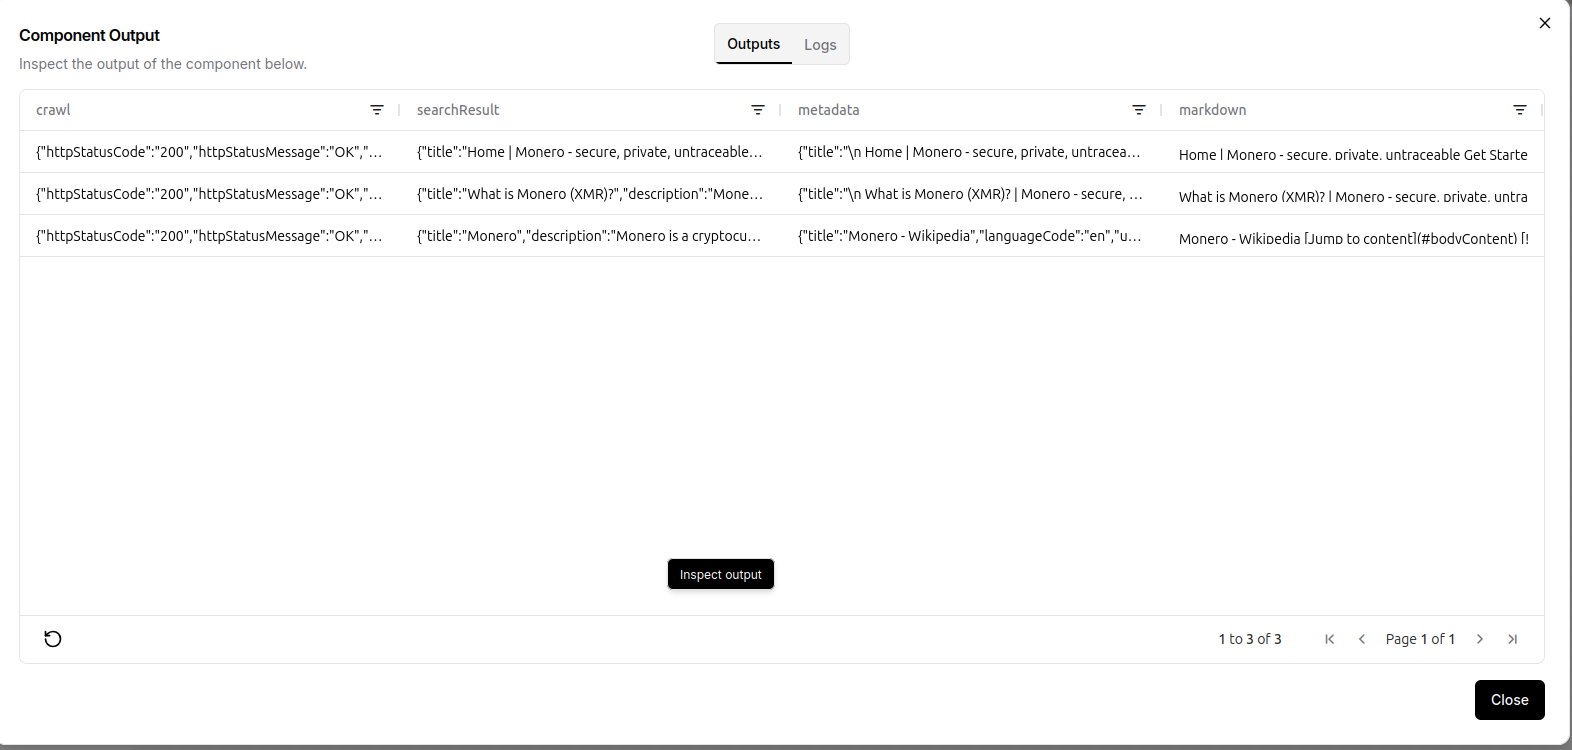 Component Output
Inspect the output of the component below.
Outputs Logs
crawl searchResult metadata markdown
{"httpStatusCode":"200","httpStatusMessage":"OK","... {"title":"Home | Monero - secure, private, untraceable... {"title":"\n Home | Monero - secure, private, untracea... Home | Monero - secure, private, untraceable Get Starte
{"httpStatusCode":"200","httpStatusMessage":"OK","... {"title":"What is Monero (XMR)?","description":"Mone... {"title":"\n What is Monero (XMR)? | Monero - secure, ... What is Monero (XMR)? | Monero - secure, private, untra
{"httpStatusCode":"200","httpStatusMessage":"OK","... {"title":"Monero","description":"Monero is a cryptocu... {"title":"Monero - Wikipedia","languageCode":"en","u... Monero - Wikipedia [Jump to content](#bodyContent) [!
Inspect output
1 to 3 of 3 Page 1 of 1
Close